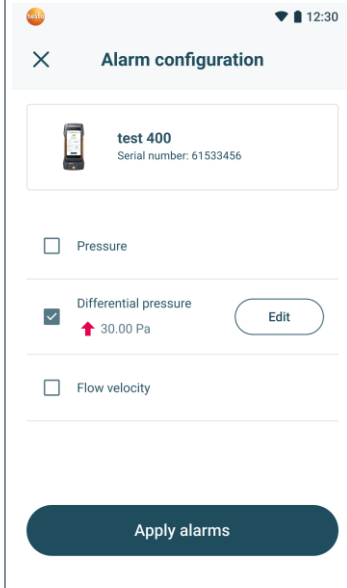 testo
12:30
Alarm configuration
test 400
Serial number: 61533456
Pressure
Differential pressure
30.00 Pa
Edit
Flow velocity
Apply alarms